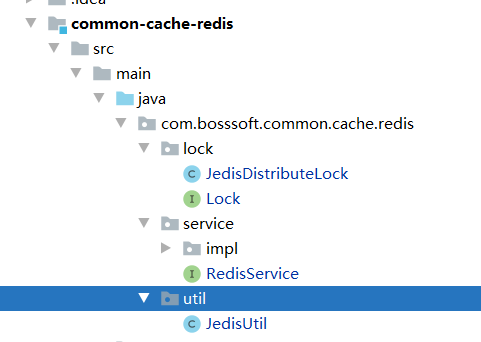 .idea
common-cache-redis
src
main
java
com.bosssoft.common.cache.redis
lock
C JedisDistributeLock
I Lock
service
impl
I RedisService
util
C JedisUtil